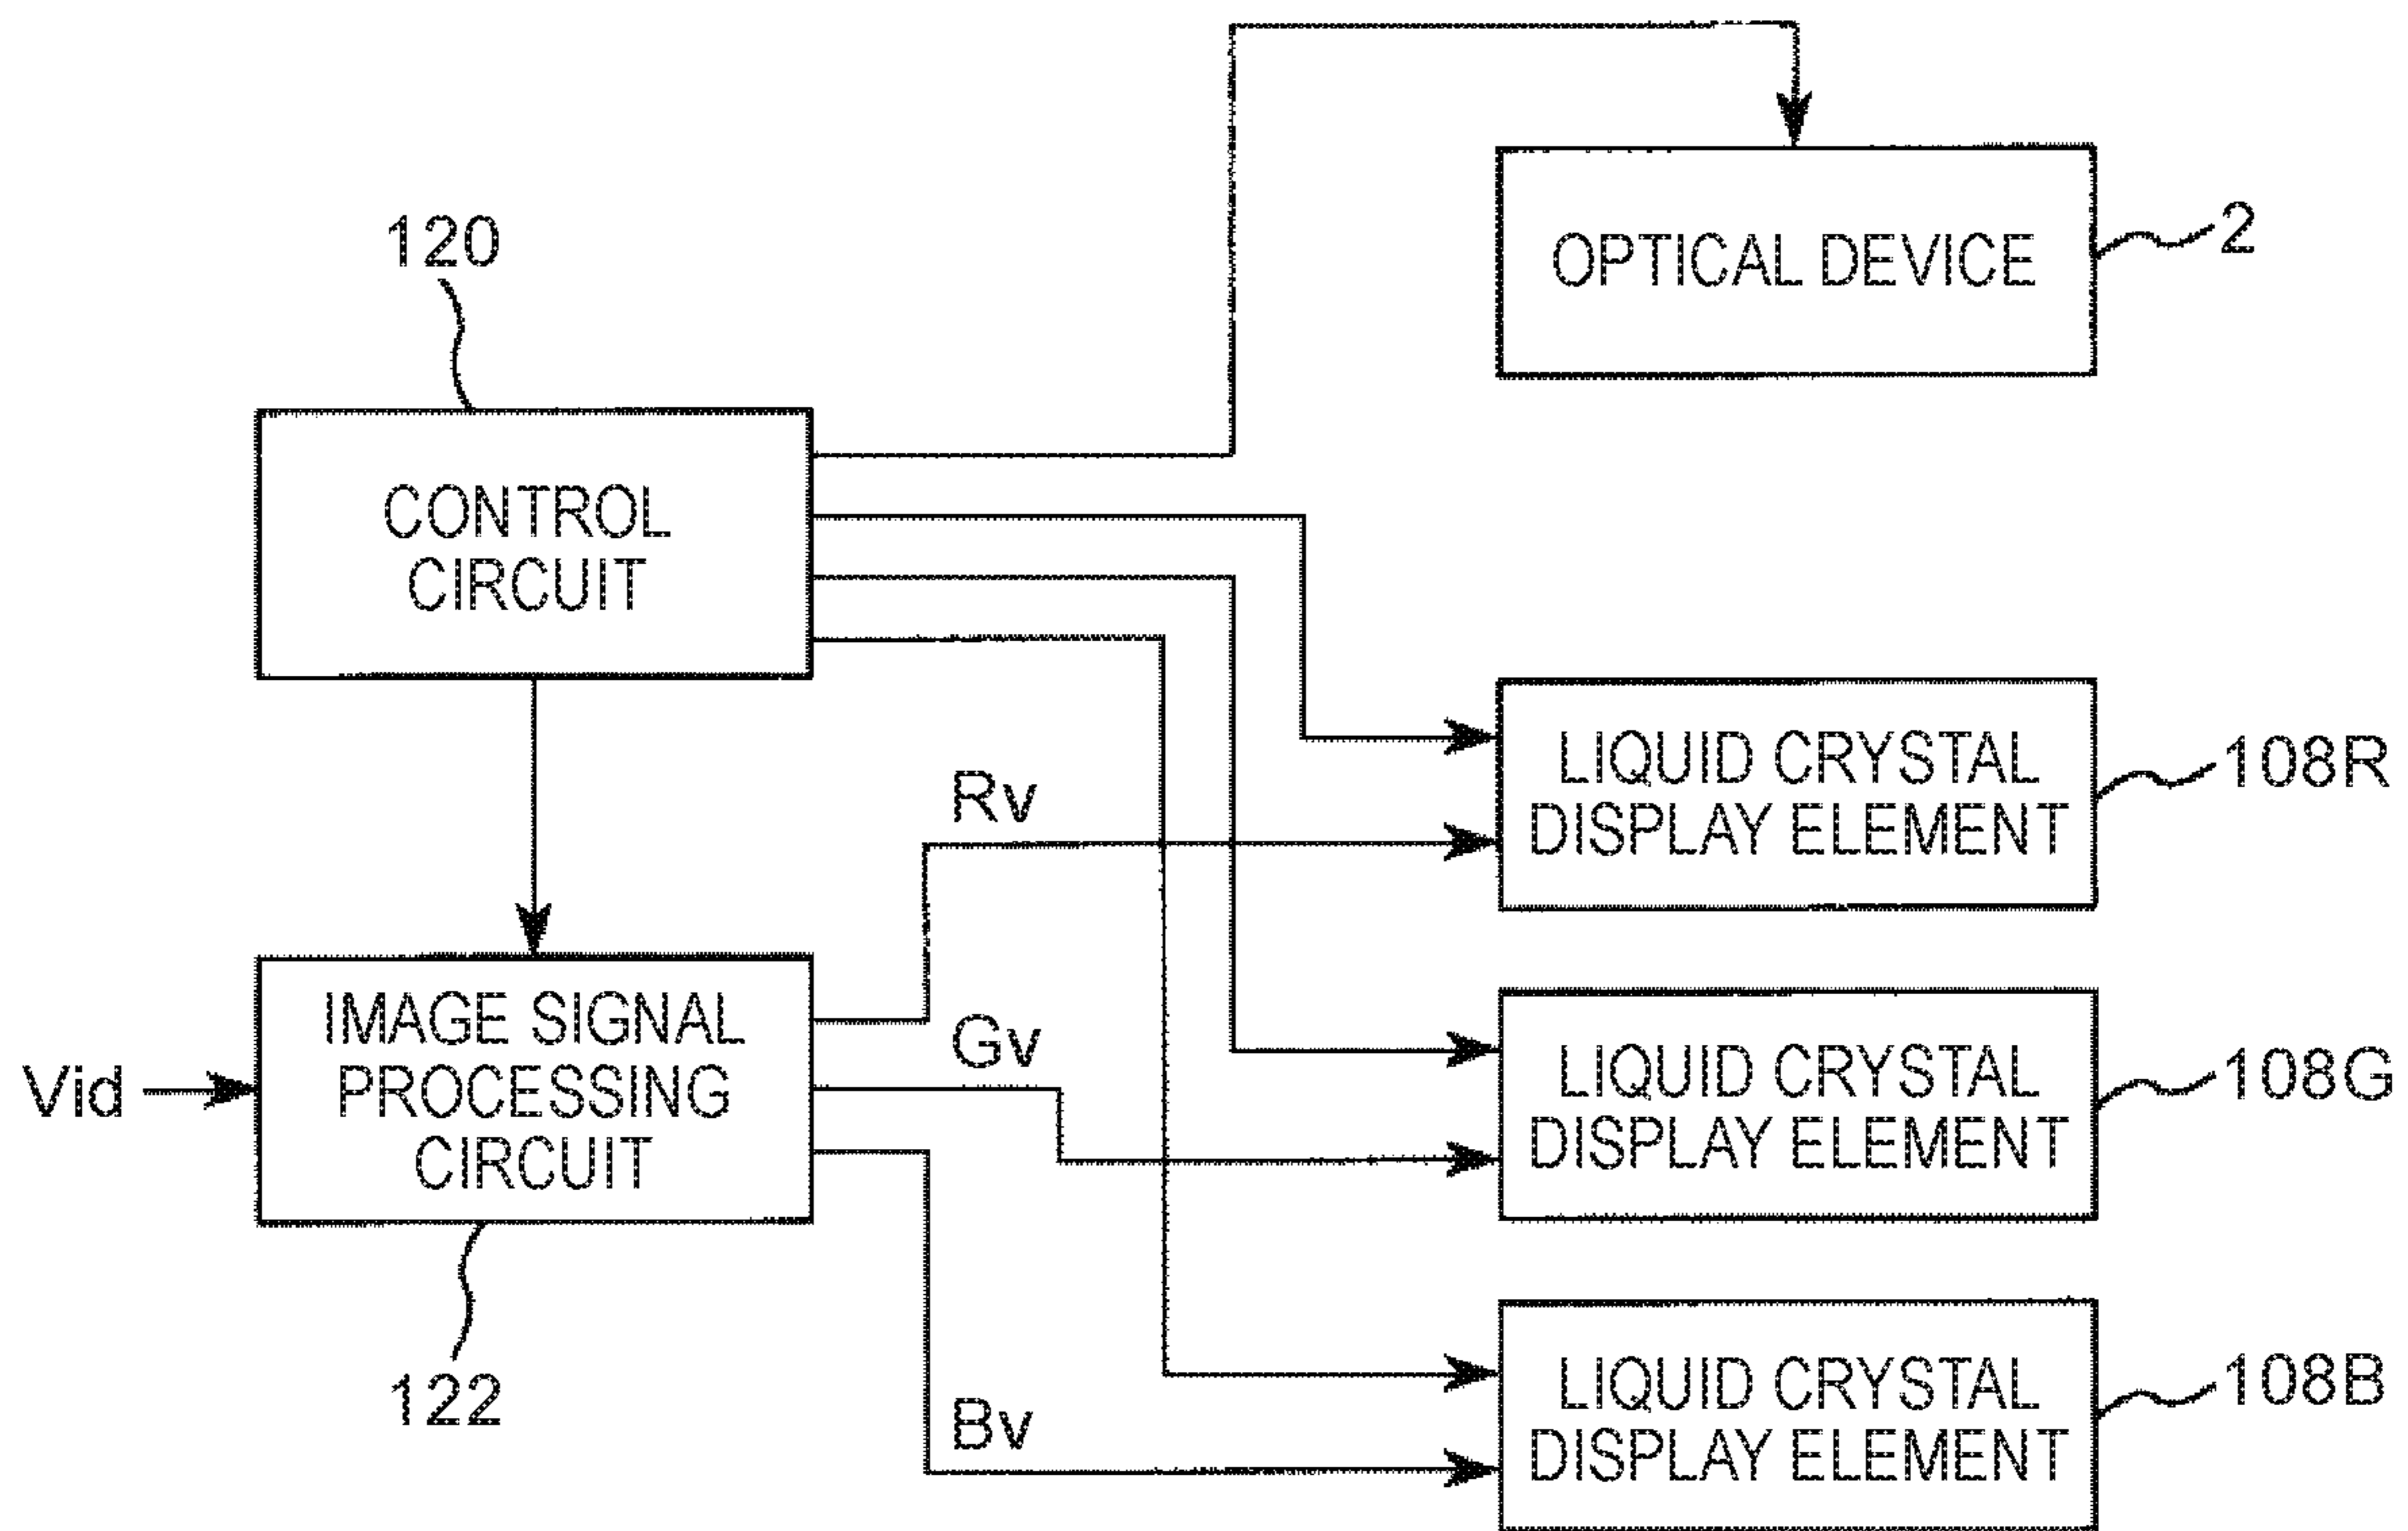 120
CONTROL
CIRCUIT
OPTICAL DEVICE
2
Rv
LIQUID CRYSTAL
DISPLAY ELEMENT
108R
Vid
IMAGE SIGNAL
PROCESSING
CIRCUIT
122
Gv
LIQUID CRYSTAL
DISPLAY ELEMENT
108G
Bv
LIQUID CRYSTAL
DISPLAY ELEMENT
108B